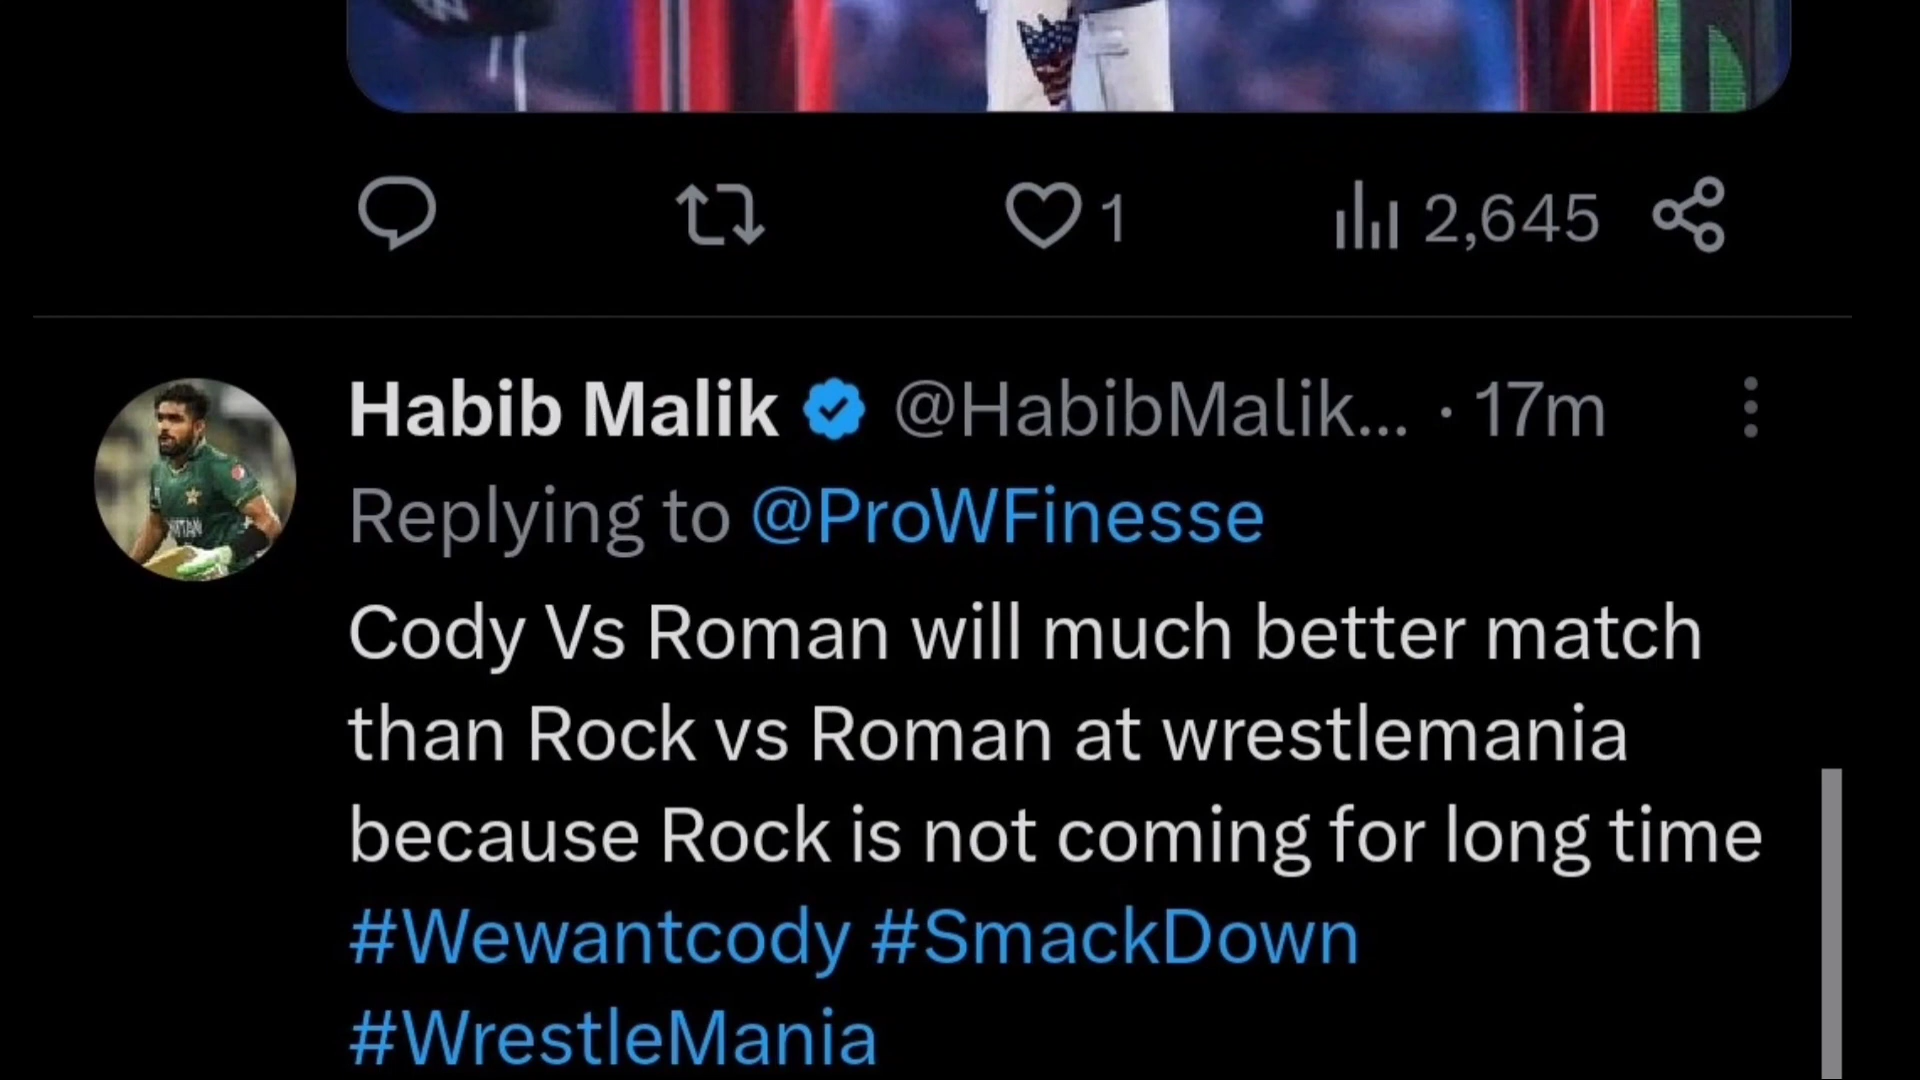 1 2,645
Habib Malik @HabibMalik... · 17m
Replying to @ProWFinesse
Cody Vs Roman will much better match
than Rock vs Roman at wrestlemania
because Rock is not coming for long time
#Wewantcody #SmackDown
#WrestleMania